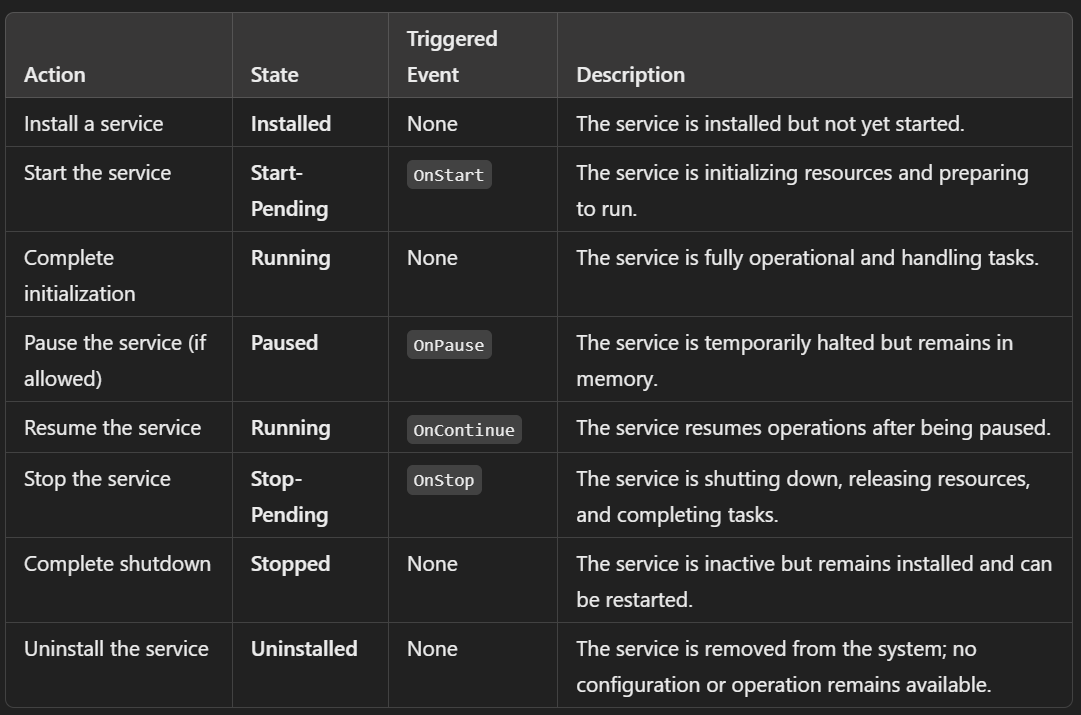 Action State Triggered Event Description
Install a service Installed None The service is installed but not yet started.
Start the service Start- OnStart The service is initializing resources and preparing
Pending to run.
Complete Running None The service is fully operational and handling tasks.
initialization
Pause the service (if Paused OnPause The service is temporarily halted but remains in
allowed) memory.
Resume the service Running OnContinue The service resumes operations after being paused.
Stop the service Stop- OnStop The service is shutting down, releasing resources,
Pending and completing tasks.
Complete shutdown Stopped None The service is inactive but remains installed and can
be restarted.
Uninstall the service Uninstalled None The service is removed from the system; no
configuration or operation remains available.